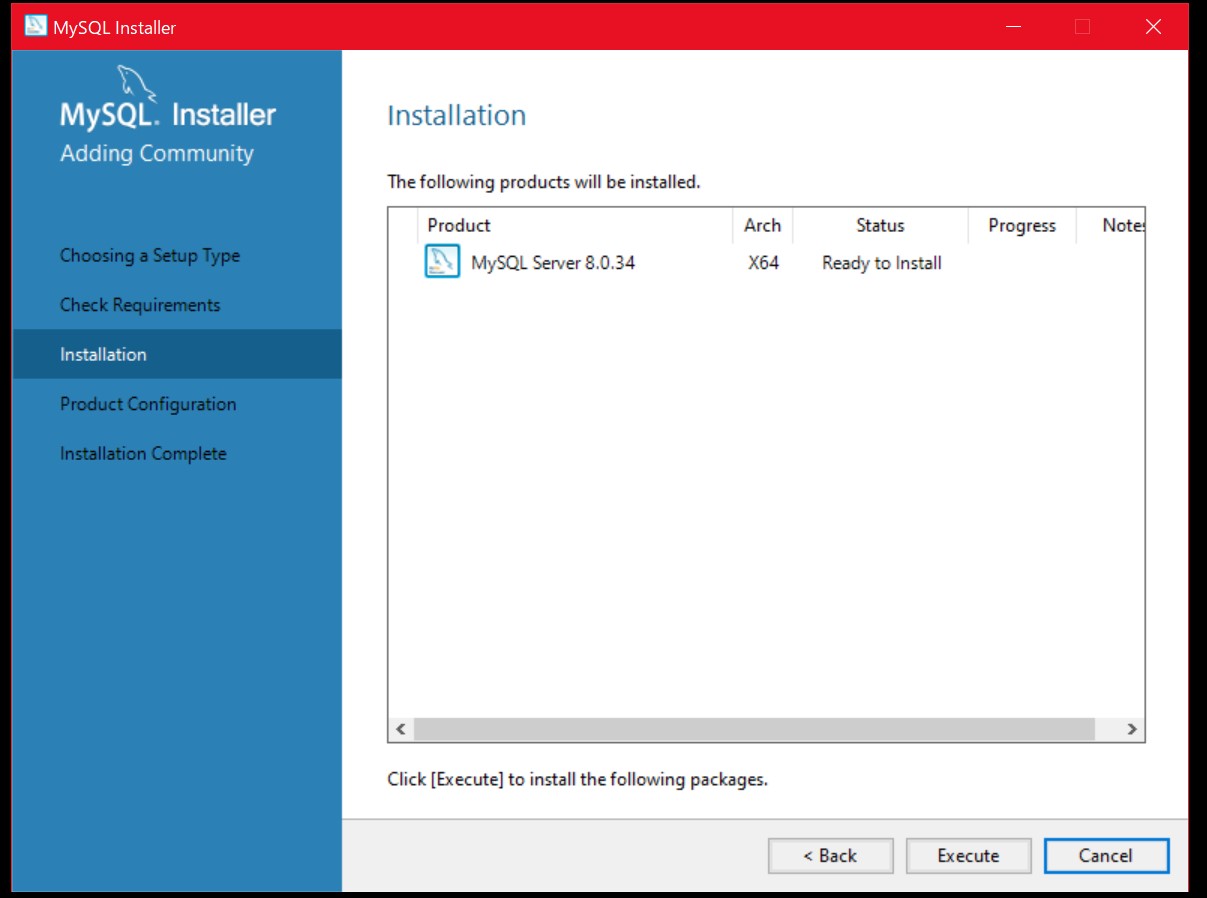 MySQL Installer
MySQL. Installer
Adding Community
Choosing a Setup Type
Check Requirements
Installation
Product Configuration
Installation Complete
Installation
The following products will be installed.
Product Arch Status Progress Notes
MySQL Server 8.0.34 X64 Ready to Install
Click [Execute] to install the following packages.
< Back Execute Cancel